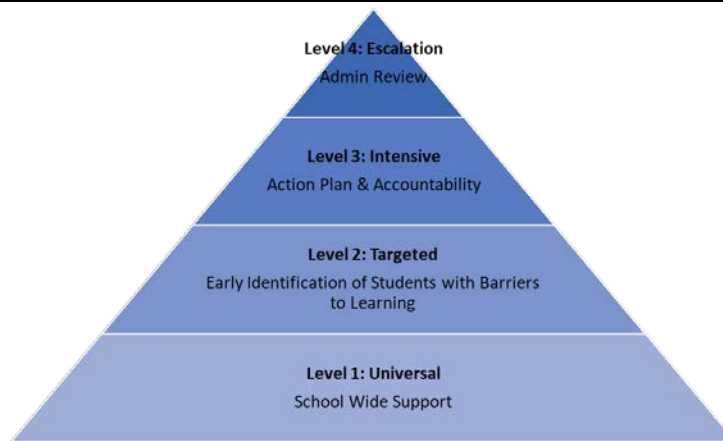 Level 4: Escalation
Admin Review
Level 3: Intensive
Action Plan & Accountability
Level 2: Targeted
Early Identification of Students with Barriers
to Learning
Level 1: Universal
School Wide Support